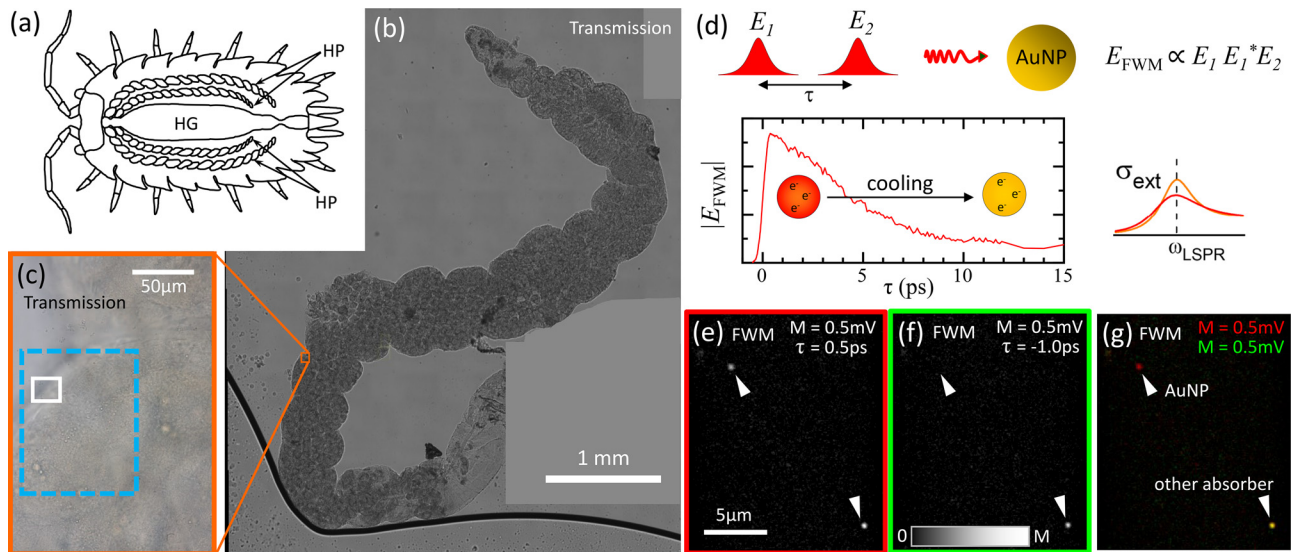 (a)
HP
HG
HP
(b)
Transmission
1 mm
(c)
Transmission
50µm
(d)
E1
E2
τ
AuNP
EFWM ∝ E1 E1*E2
|EFWM|
e-
e-
e-
cooling
e-
e-
e-
0
5
10
15
τ (ps)
σext
ωLSPR
(e)
FWM
M = 0.5mV
τ = 0.5ps
5µm
(f)
FWM
M = 0.5mV
τ = -1.0ps
0
M
(g)
FWM
M = 0.5mV
M = 0.5mV
AuNP
other absorber